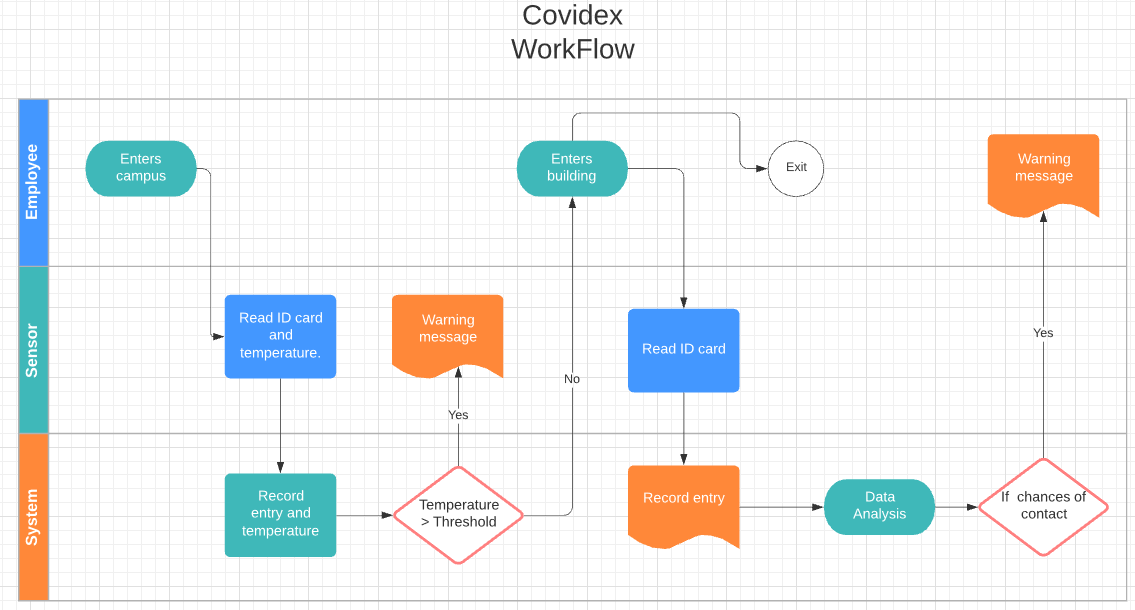 Covidex
WorkFlow
Employee
Enters
campus
Enters
building
Exit
Warning
message
Sensor
Read ID card
and
temperature.
Warning
message
Read ID card
No
Yes
Yes
System
Record
entry and
temperature
Temperature
> Threshold
Record entry
Data
Analysis
If chances of
contact